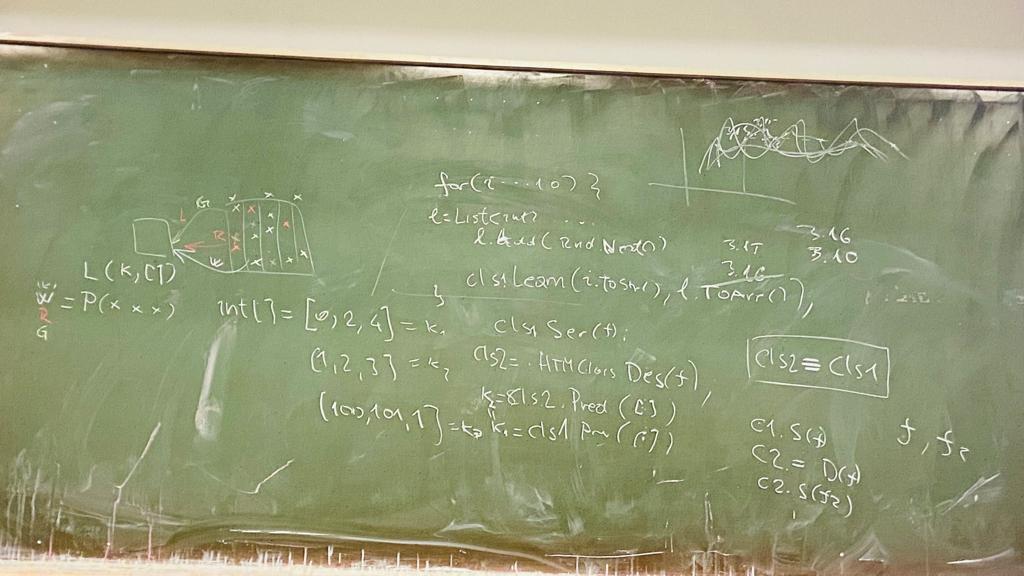 G
L
R
W
L(k,[])
"k"
W = P(x x x)
R
G
for(i ... 10) {
l = List<int> ...
l.Add(rnd Next())
cls1 Learn(i.toStr(), l.ToArr()),
}
cls1 Ser(f);
cls2 = HTMClas Des(f),
k = cls2. Pred([])
k1 = cls1 Pre([])
int[] = [0, 2, 4] = k1
[1, 2, 3] = k2
[100, 101, 1] = k3
3.15
3.16
3.16
3.10
cls2 ≡ cls1
C1. S(f)
C2. = D(f)
C2. S(f2)
f, f2